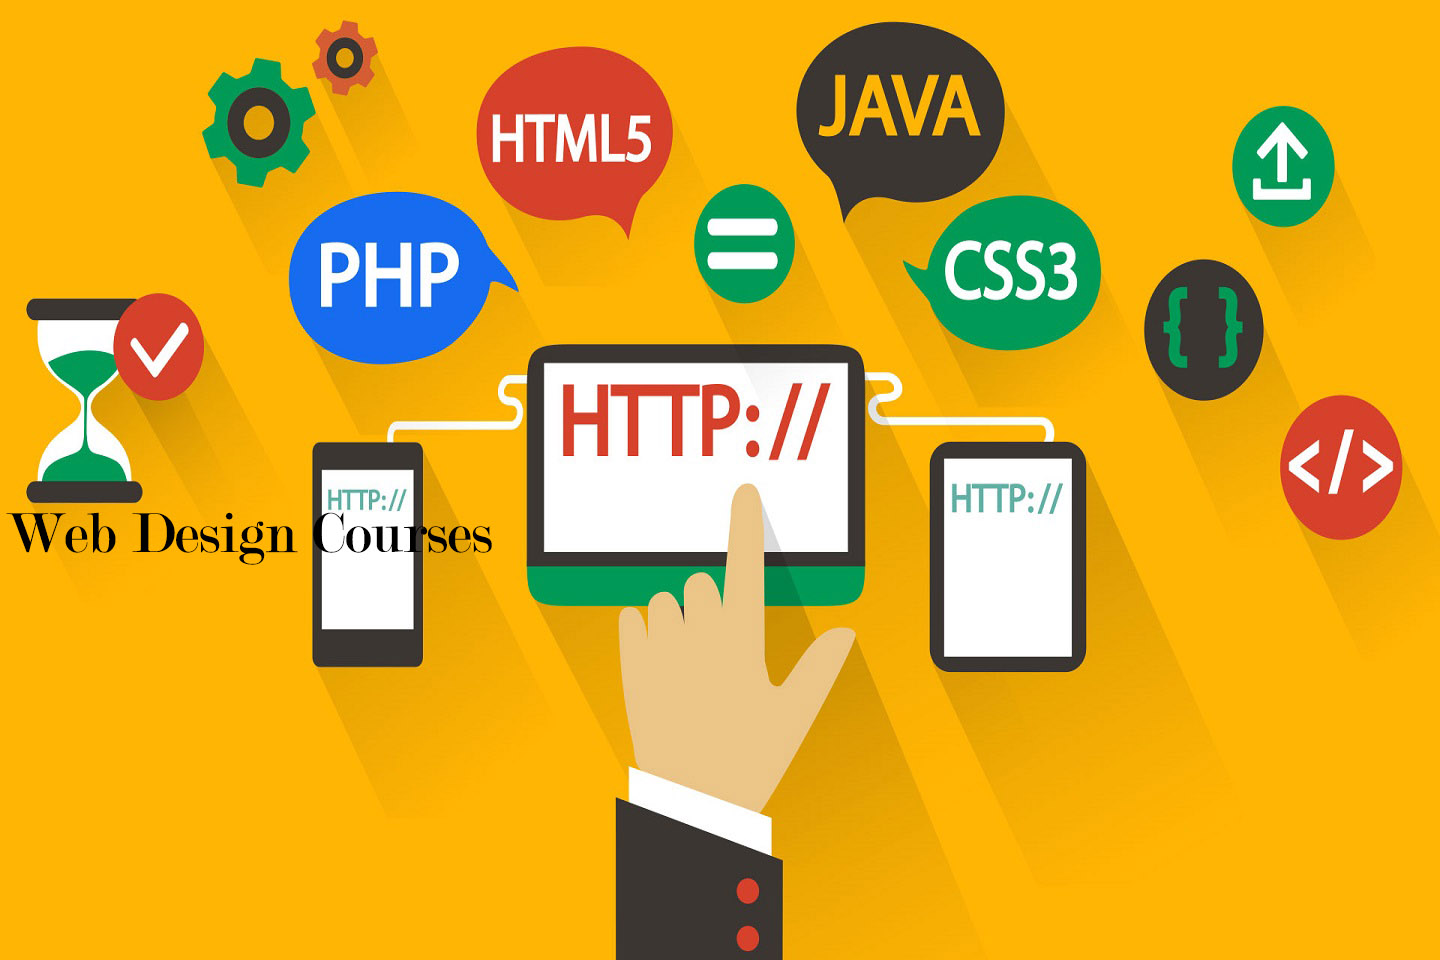 JAVA
HTML5
PHP
CSS3
HTTP://
</>
{ }
HTTP://
HTTP://
Web Design Courses